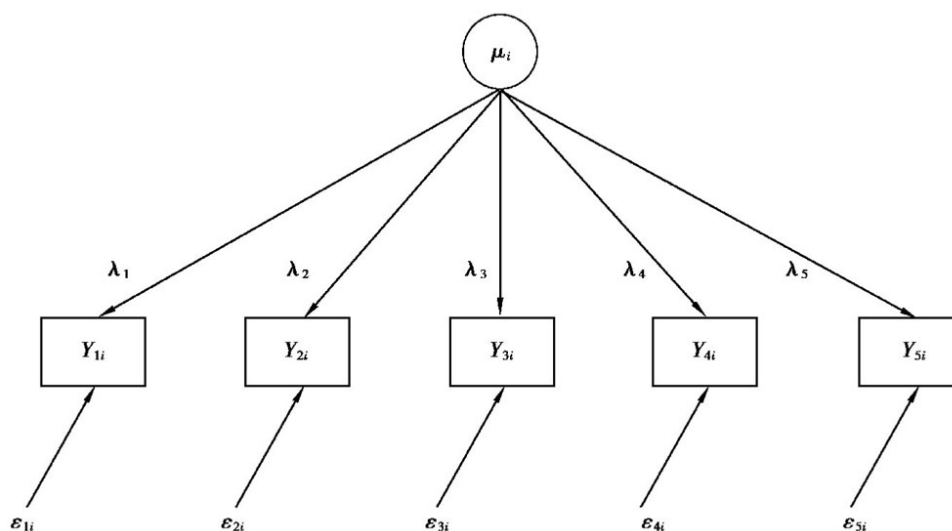 μᵢ
λ₁ λ₂ λ₃ λ₄ λ₅
Y₁ᵢ Y₂ᵢ Y₃ᵢ Y₄ᵢ Y₅ᵢ
ε₁ᵢ ε₂ᵢ ε₃ᵢ ε₄ᵢ ε₅ᵢ